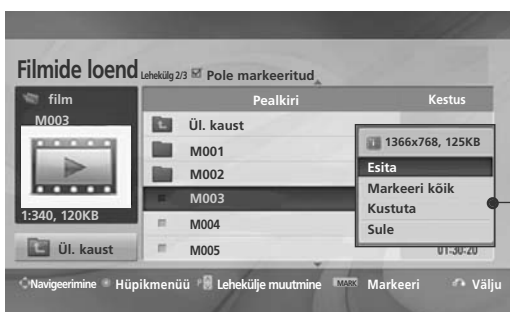 Filmide loend Lehekülg 2/3 Pole markeeritud
film
M003
1:340, 120KB
Ül. kaust
Pealkiri Kestus
Ül. kaust
M001
M002
M003
M004
M005 01:30:20
1366x768, 125KB
Esita
Markeeri kõik
Kustuta
Sule
Navigeerimine Hüpikmenüü P Lehekülje muutmine MARK Markeeri Välju